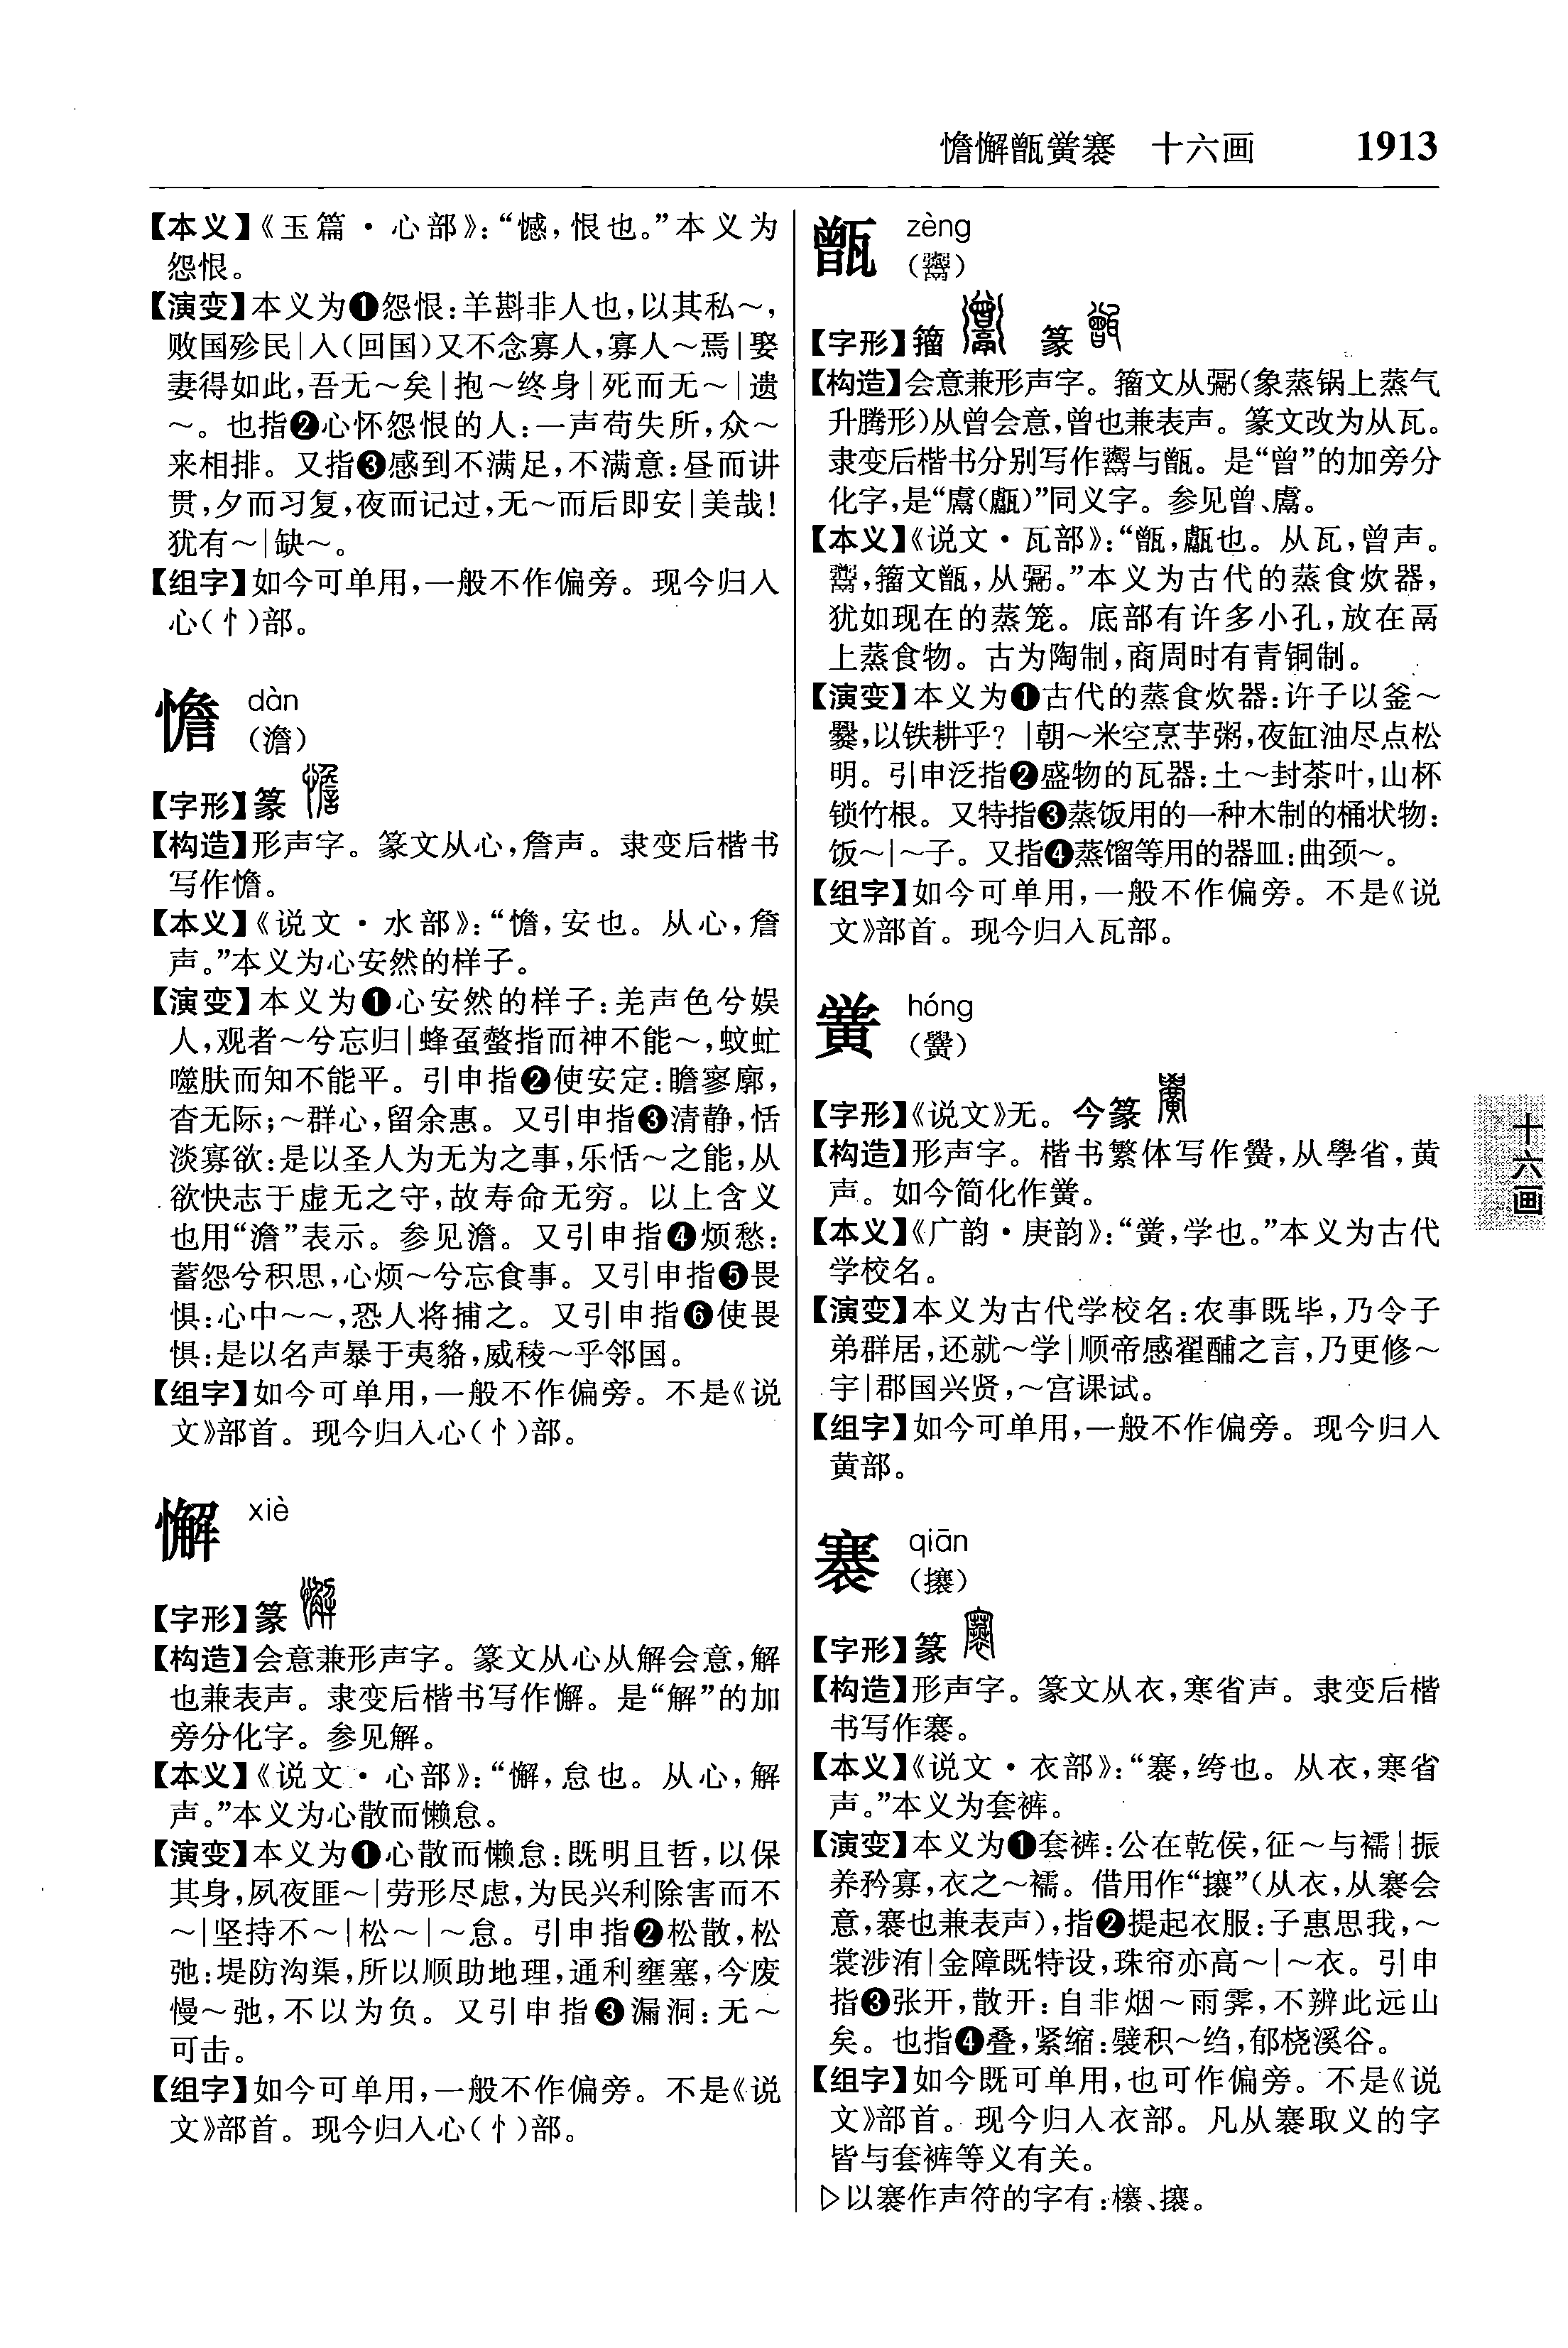 憺懈甑黉褰 十六画 1913
【本义】《玉篇·心部》:“憾,恨也。”本义为
怨恨。
【演变】本义为❶怨恨:羊斟非人也,以其私～,
败国殄民|入(回国)又不念寡人,寡人～焉|娶
妻得如此,吾无～矣|抱～终身|死而无～|遗
～。也指❷心怀怨恨的人:一声苟失所,众～
来相排。又指❸感到不满足,不满意:昼而讲
贯,夕而习复,夜而记过,无～而后即安|美哉!
犹有～|缺～。
【组字】如今可单用,一般不作偏旁。现今归入
心(忄)部。
憺 dàn
(澹)
【字形】篆
【构造】形声字。篆文从心,詹声。隶变后楷书
写作憺。
【本义】《说文·水部》:“憺,安也。从心,詹
声。”本义为心安然的样子。
【演变】本义为❶心安然的样子:羌声色兮娱
人,观者～兮忘归|蜂虿螫指而神不能～,蚊虻
噬肤而知不能平。引申指❷使安定:瞻寥廓,
杳无际;～群心,留余惠。又引申指❸清静,恬
淡寡欲:是以圣人为无为之事,乐恬～之能,从
欲快志于虚无之守,故寿命无穷。以上含义
也用“澹”表示。参见澹。又引申指❹烦愁:
蓄怨兮积思,心烦～兮忘食事。又引申指❺畏
惧:心中～～,恐人将捕之。又引申指❻使畏
惧:是以名声暴于夷貉,威稜～乎邻国。
【组字】如今可单用,一般不作偏旁。不是《说
文》部首。现今归入心(忄)部。
懈 xiè
【字形】篆
【构造】会意兼形声字。篆文从心从解会意,解
也兼表声。隶变后楷书写作懈。是“解”的加
旁分化字。参见解。
【本义】《说文·心部》:“懈,怠也。从心,解
声。”本义为心散而懒怠。
【演变】本义为❶心散而懒怠:既明且哲,以保
其身,夙夜匪～|劳形尽虑,为民兴利除害而不
～|坚持不～|松～|～怠。引申指❷松散,松
弛:堤防沟渠,所以顺助地理,通利壅塞,今废
慢～弛,不以为负。又引申指❸漏洞:无～
可击。
【组字】如今可单用,一般不作偏旁。不是《说
文》部首。现今归入心(忄)部。
甑 zèng
(䰝)
【字形】籀 篆
【构造】会意兼形声字。籀文从䰜(象蒸锅上蒸气
升腾形)从曾会意,曾也兼表声。篆文改为从瓦。
隶变后楷书分别写作䰝与甑。是“曾”的加旁分
化字,是“鬳(甗)”同义字。参见曾、鬳。
【本义】《说文·瓦部》:“甑,甗也。从瓦,曾声。
䰝,籀文甑,从䰜。”本义为古代的蒸食炊器,
犹如现在的蒸笼。底部有许多小孔,放在鬲
上蒸食物。古为陶制,商周时有青铜制。
【演变】本义为❶古代的蒸食炊器:许子以釜～
爨,以铁耕乎?|朝～米空烹芋粥,夜缸油尽点松
明。引申泛指❷盛物的瓦器:土～封茶叶,山杯
锁竹根。又特指❸蒸饭用的一种木制的桶状物:
饭～|～子。又指❹蒸馏等用的器皿:曲颈～。
【组字】如今可单用,一般不作偏旁。不是《说
文》部首。现今归入瓦部。
黉 hóng
(黌)
【字形】《说文》无。今篆
【构造】形声字。楷书繁体写作黌,从學省,黄
声。如今简化作黉。
【本义】《广韵·庚韵》:“黉,学也。”本义为古代
学校名。
【演变】本义为古代学校名:农事既毕,乃令子
弟群居,还就～学|顺帝感翟酺之言,乃更修～
宇|郡国兴贤,～宫课试。
【组字】如今可单用,一般不作偏旁。现今归入
黄部。
十六画
褰 qiān
(攐)
【字形】篆
【构造】形声字。篆文从衣,寒省声。隶变后楷
书写作褰。
【本义】《说文·衣部》:“褰,绔也。从衣,寒省
声。”本义为套裤。
【演变】本义为❶套裤:公在乾侯,征～与襦|振
养矜寡,衣之～襦。借用作“攐”(从衣,从褰会
意,褰也兼表声),指❷提起衣服:子惠思我,～
裳涉洧|金障既特设,珠帘亦高～|～衣。引申
指❸张开,散开:自非烟～雨霁,不辨此远山
矣。也指❹叠,紧缩:襞积～绉,郁桡溪谷。
【组字】如今既可单用,也可作偏旁。不是《说
文》部首。现今归入衣部。凡从褰取义的字
皆与套裤等义有关。
▷以褰作声符的字有:櫏、攐。